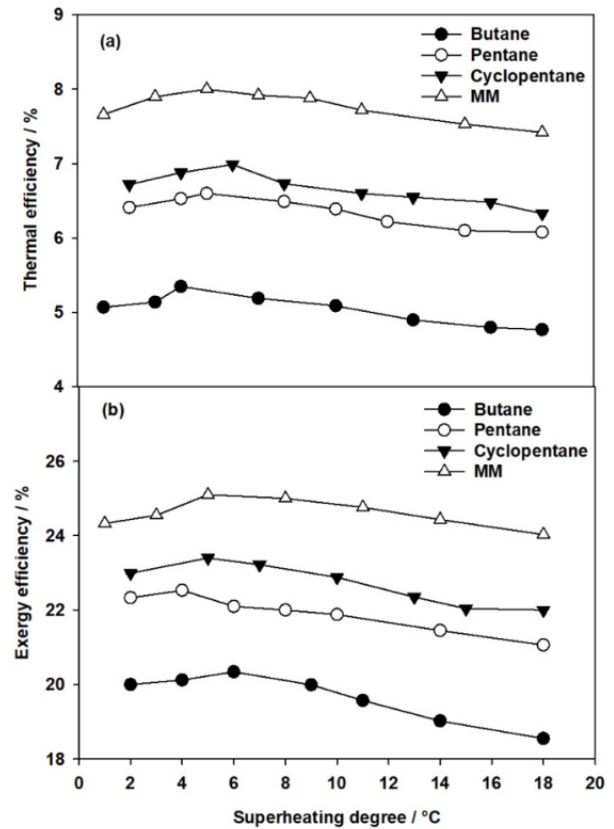 9
(a)
Butane
Pentane
Cyclopentane
MM
8
7
6
5
4
Thermal efficiency / %
(b)
Butane
Pentane
Cyclopentane
MM
26
24
22
20
18
Exergy efficiency / %
0 2 4 6 8 10 12 14 16 18 20
Superheating degree / °C